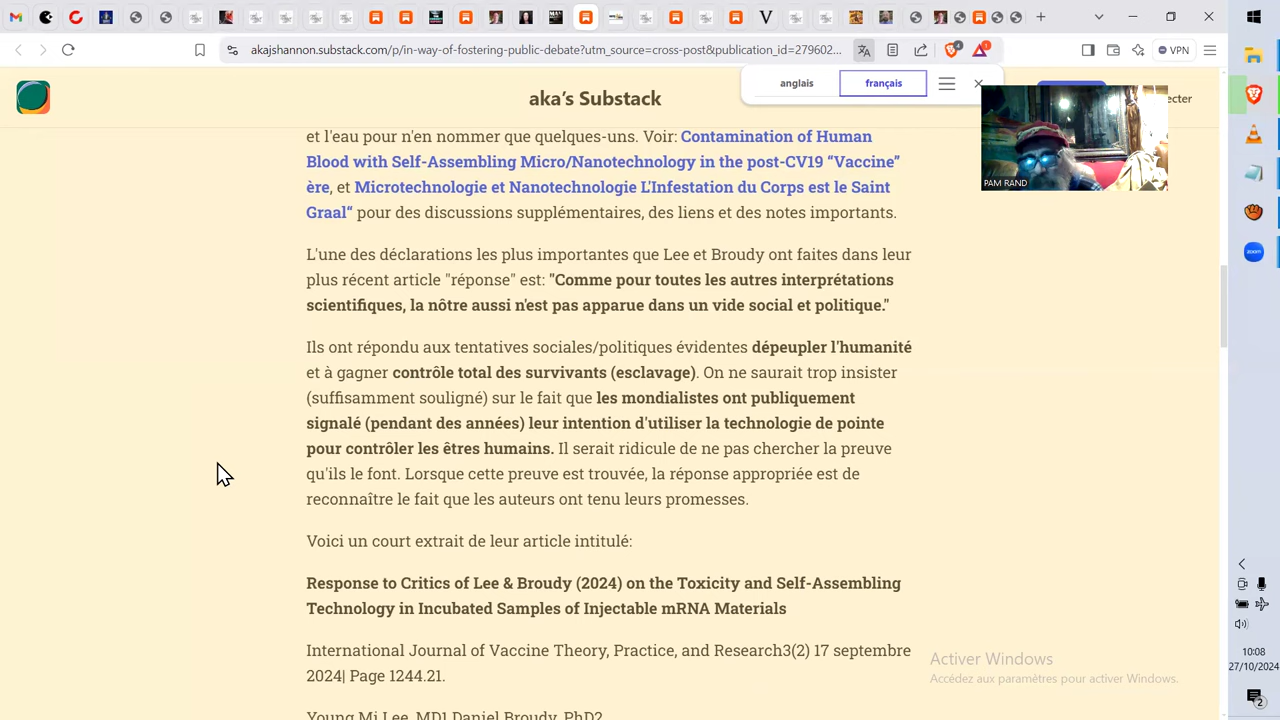 akajshannon.substack.com/p/in-way-of-fostering-public-debate?utm_source=cross-post&publication_id=279602...
VPN
anglais
français
aka’s Substack
ecter
PAM RAND
et l'eau pour n'en nommer que quelques-uns. Voir: Contamination of Human
Blood with Self-Assembling Micro/Nanotechnology in the post-CV19 “Vaccine”
ère, et Microtechnologie et Nanotechnologie L’Infestation du Corps est le Saint
Graal“ pour des discussions supplémentaires, des liens et des notes importants.
L'une des déclarations les plus importantes que Lee et Broudy ont faites dans leur
plus récent article "réponse" est: "Comme pour toutes les autres interprétations
scientifiques, la nôtre aussi n'est pas apparue dans un vide social et politique."
Ils ont répondu aux tentatives sociales/politiques évidentes dépeupler l'humanité
et à gagner contrôle total des survivants (esclavage). On ne saurait trop insister
(suffisamment souligné) sur le fait que les mondialistes ont publiquement
signalé (pendant des années) leur intention d'utiliser la technologie de pointe
pour contrôler les êtres humains. Il serait ridicule de ne pas chercher la preuve
qu'ils le font. Lorsque cette preuve est trouvée, la réponse appropriée est de
reconnaître le fait que les auteurs ont tenu leurs promesses.
Voici un court extrait de leur article intitulé:
Response to Critics of Lee & Broudy (2024) on the Toxicity and Self-Assembling
Technology in Incubated Samples of Injectable mRNA Materials
International Journal of Vaccine Theory, Practice, and Research3(2) 17 septembre
2024| Page 1244.21.
Young Mi Lee, MD1 Daniel Broudy, PhD2
Activer Windows
Accédez aux paramètres pour activer Windows.
zoom
10:08
27/10/2024
2